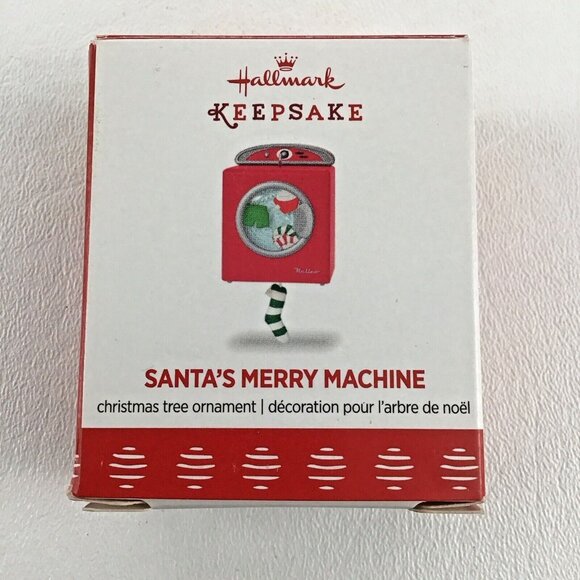 Hallmark
KEEPSAKE
SANTA'S MERRY MACHINE
christmas tree ornament | décoration pour l'arbre de noël